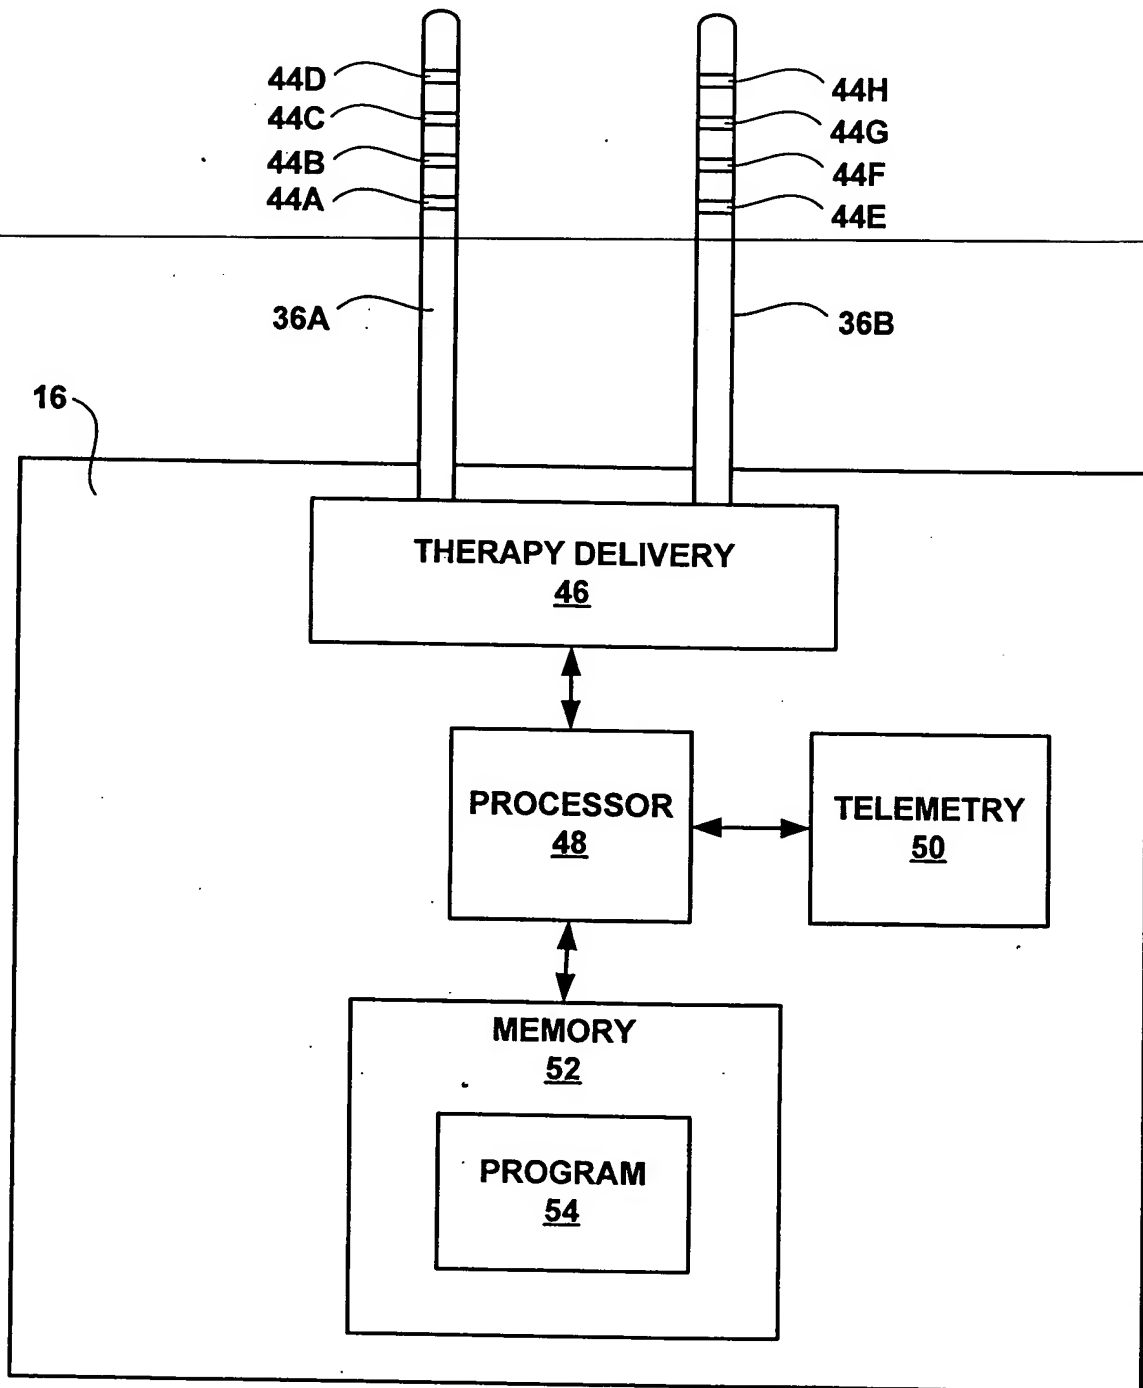 44D
44H
44C
44G
44B
44F
44A
44E
36A
36B
16
THERAPY DELIVERY
46
PROCESSOR
48
TELEMETRY
50
MEMORY
52
PROGRAM
54